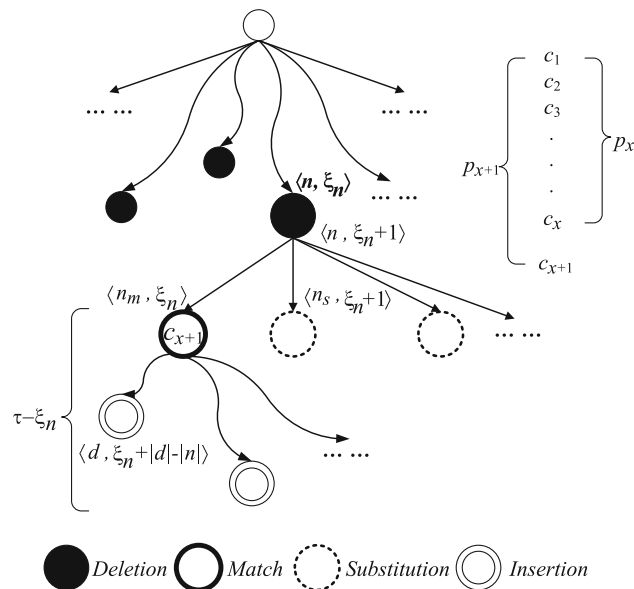 ... ...
... ...
⟨n, ξn⟩
... ...
⟨n, ξn+1⟩
c1
c2
c3
.
.
.
cx
cx+1
px+1
px
⟨nm, ξn⟩
⟨ns, ξn+1⟩
cx+1
... ...
τ−ξn
⟨d, ξn+|d|-|n|⟩
... ...
Deletion Match Substitution Insertion